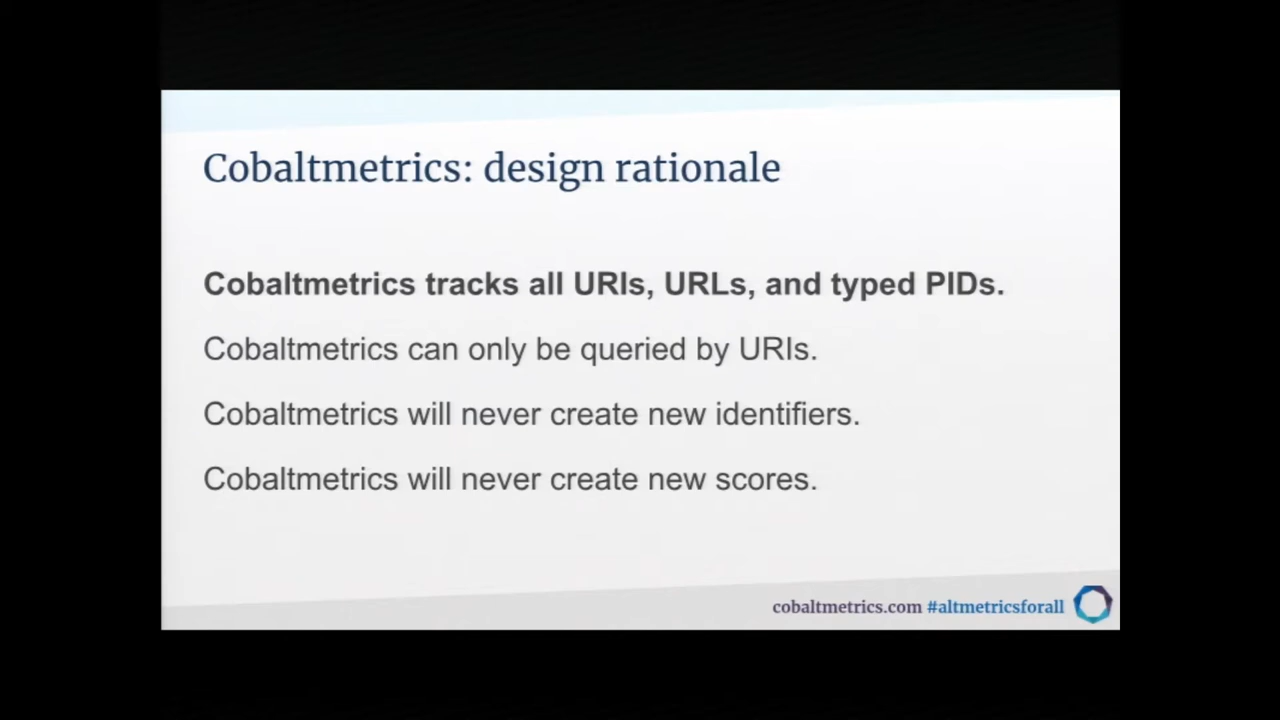 Cobaltmetrics: design rationale
Cobaltmetrics tracks all URIs, URLs, and typed PIDs.
Cobaltmetrics can only be queried by URIs.
Cobaltmetrics will never create new identifiers.
Cobaltmetrics will never create new scores.
cobaltmetrics.com #altmetricsforall